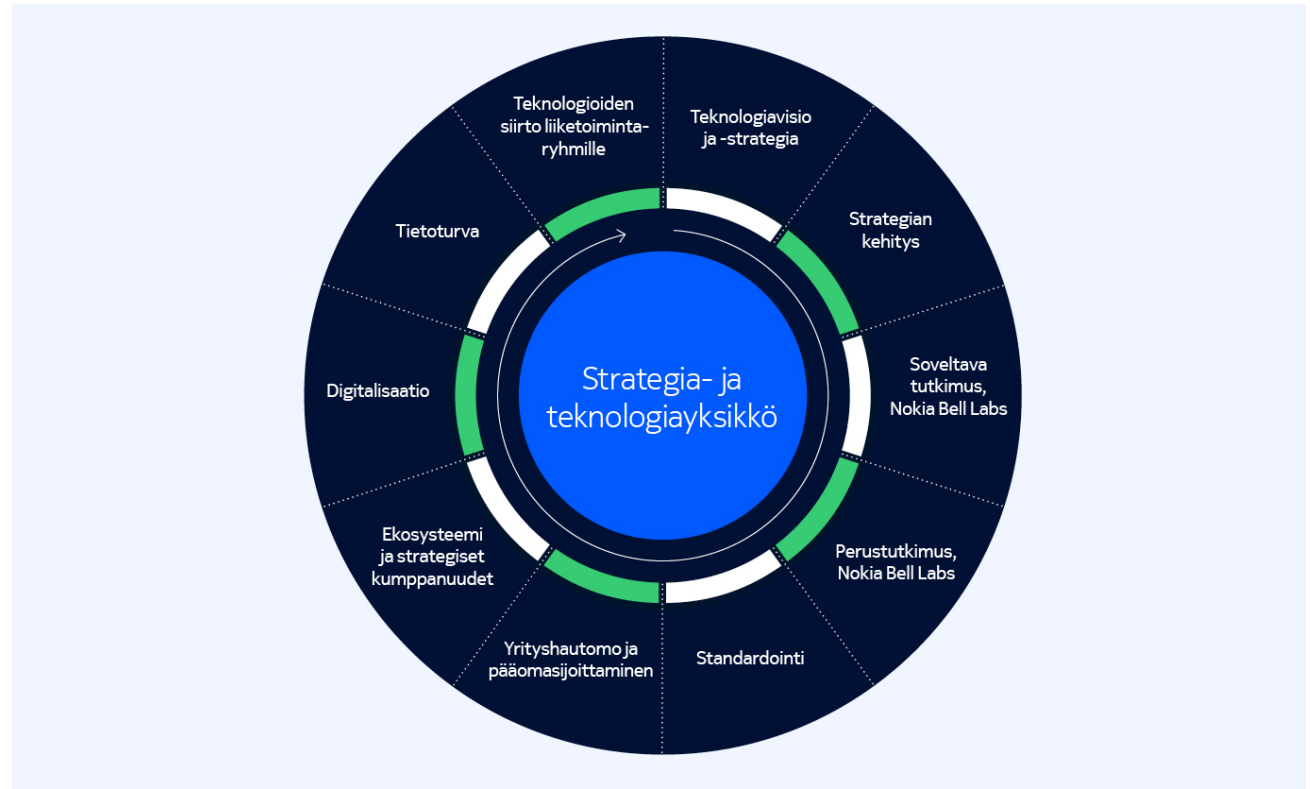 Teknologioiden
siirto liiketoiminta-
ryhmille
Teknologiavisio
ja -strategia
Strategian
kehitys
Soveltava
tutkimus,
Nokia Bell Labs
Perustutkimus,
Nokia Bell Labs
Standardointi
Yrityshautomo ja
pääomasijoittaminen
Ekosysteemi
ja strategiset
kumppanuudet
Digitalisaatio
Tietoturva
Strategia- ja
teknologiayksikkö